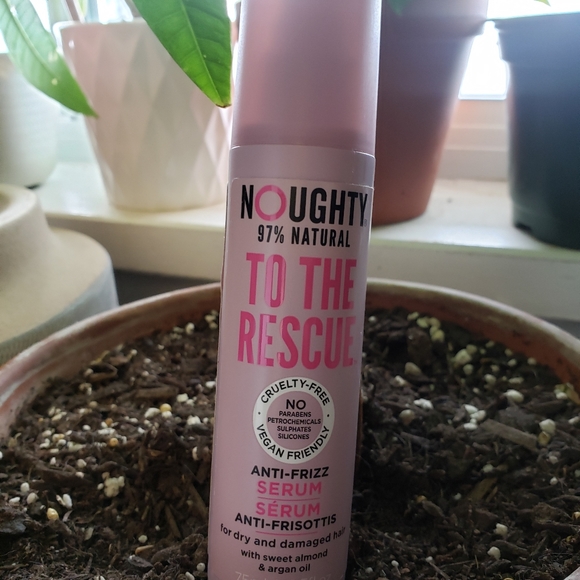 NOUGHTY
97% NATURAL
TO THE
RESCUE
CRUELTY-FREE
NO
PARABENS
PETROCHEMICALS
SULPHATES
SILICONES
VEGAN FRIENDLY
ANTI-FRIZZ
SERUM
SÉRUM
ANTI-FRISOTTIS
for dry and damaged hair
with sweet almond
& argan oil